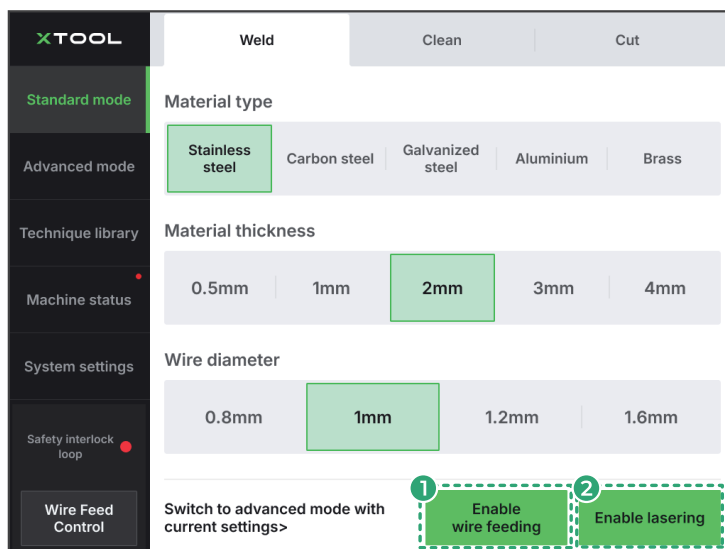 XTOOL
Weld
Clean
Cut
Standard mode
Advanced mode
Technique library
Machine status
System settings
Safety interlock
loop
Wire Feed
Control
Material type
Stainless
steel
Carbon steel
Galvanized
steel
Aluminium
Brass
Material thickness
0.5mm
1mm
2mm
3mm
4mm
Wire diameter
0.8mm
1mm
1.2mm
1.6mm
Switch to advanced mode with
current settings>
1
Enable
wire feeding
2
Enable lasering